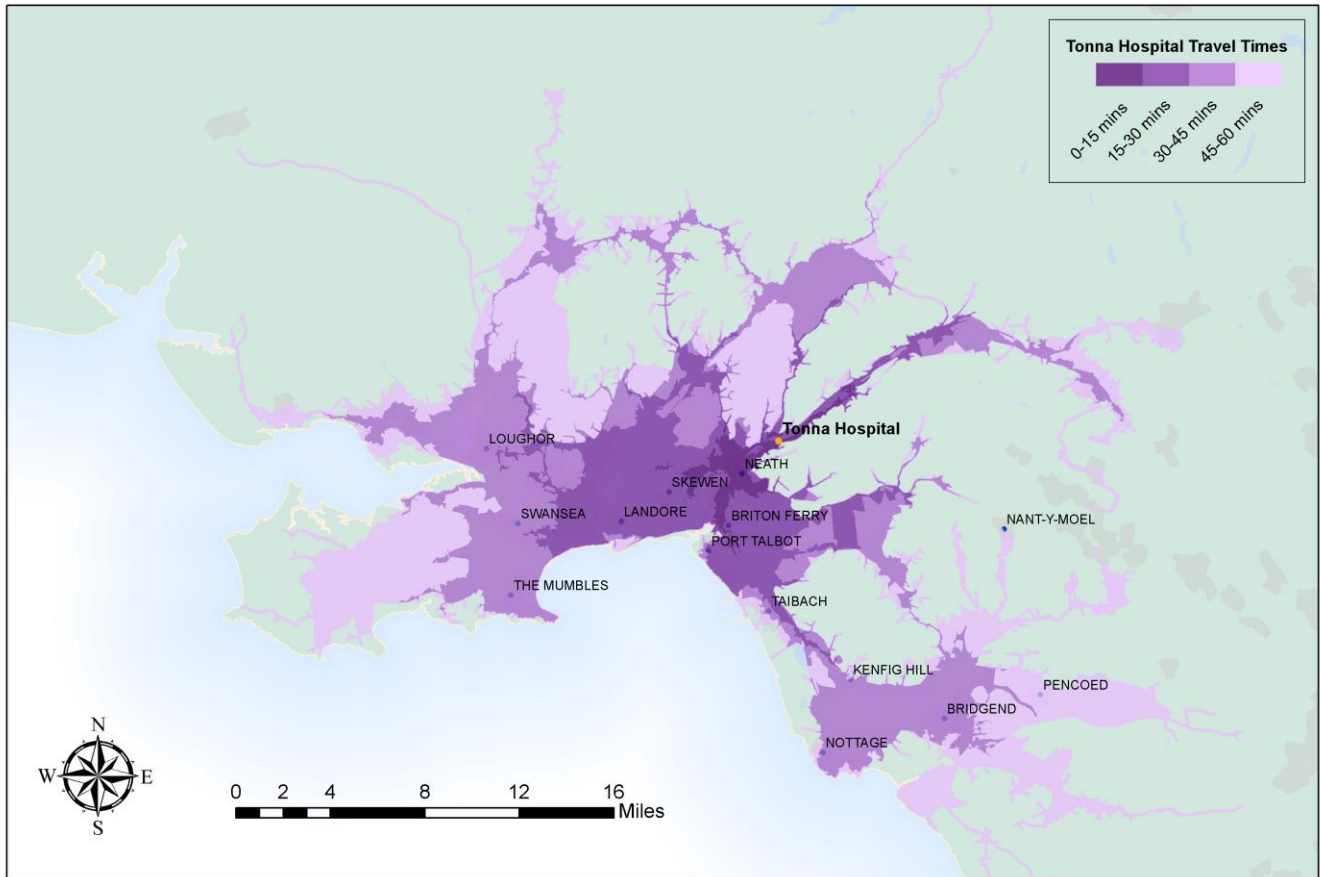 Tonna Hospital Travel Times
0-15 mins
15-30 mins
30-45 mins
45-60 mins
Tonna Hospital
LOUGHOR
NEATH
SKEWEN
SWANSEA
LANDORE
BRITON FERRY
NANT-Y-MOEL
PORT TALBOT
THE MUMBLES
TAIBACH
KENFIG HILL
PENCOED
BRIDGEND
NOTTAGE
N
W
E
S
0 2 4 8 12 16
Miles